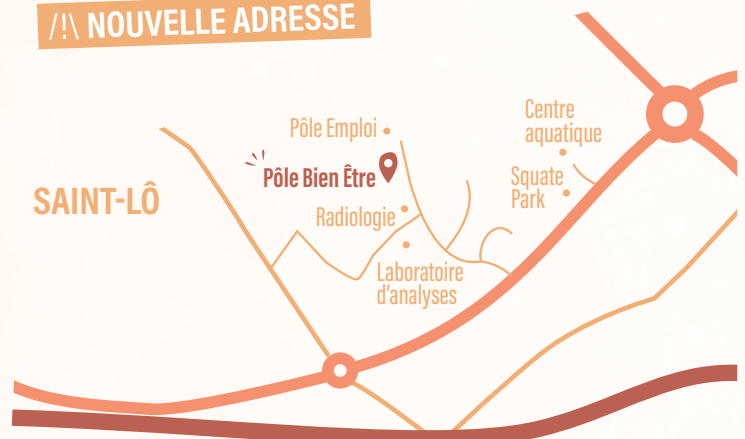 /!\ NOUVELLE ADRESSE
Pôle Emploi
Centre
aquatique
Pôle Bien Être
Squate
Park
SAINT-LÔ
Radiologie
Laboratoire
d'analyses